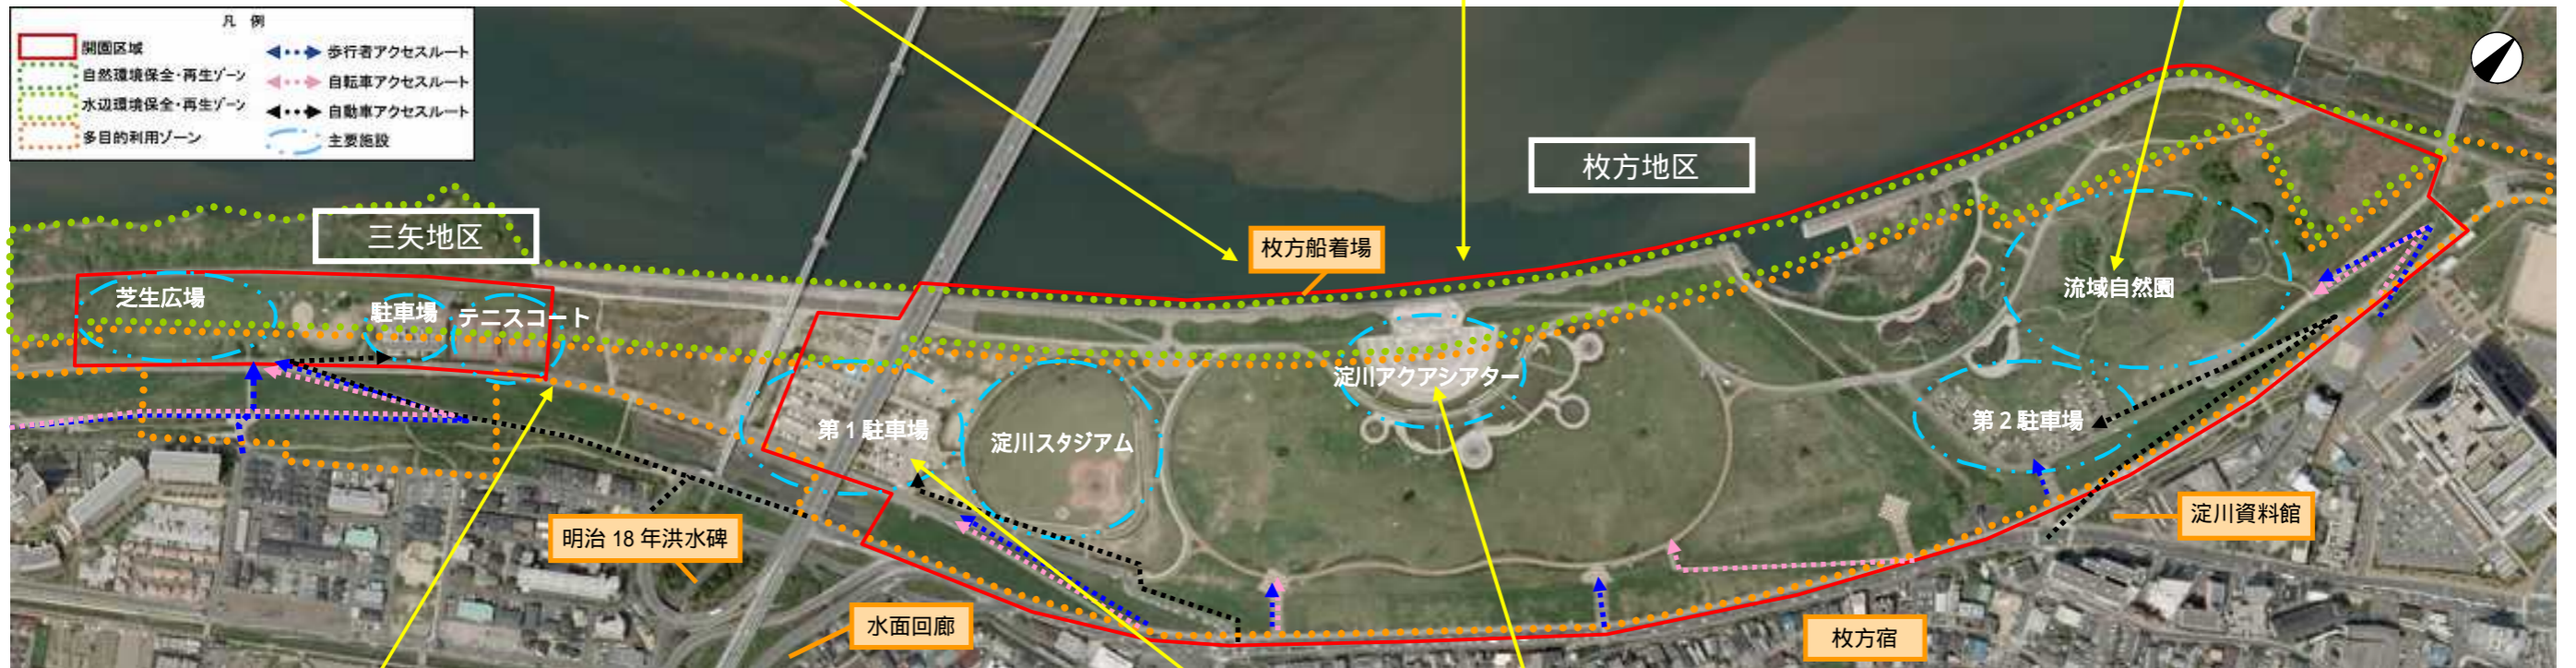 凡 例
開園区域
自然環境保全・再生ゾーン
水辺環境保全・再生ゾーン
多目的利用ゾーン
歩行者アクセスルート
自転車アクセスルート
自動車アクセスルート
主要施設
三矢地区
枚方地区
枚方船着場
芝生広場
駐車場
テニスコート
流域自然園
淀川アクアシアター
第1駐車場
淀川スタジアム
第2駐車場
明治18年洪水碑
淀川資料館
水面回廊
枚方宿